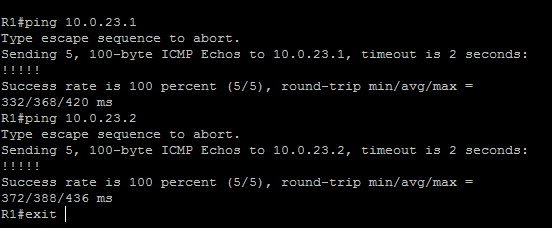 R1#ping 10.0.23.1
Type escape sequence to abort.
Sending 5, 100-byte ICMP Echos to 10.0.23.1, timeout is 2 seconds:
!!!!!
Success rate is 100 percent (5/5), round-trip min/avg/max =
332/368/420 ms
R1#ping 10.0.23.2
Type escape sequence to abort.
Sending 5, 100-byte ICMP Echos to 10.0.23.2, timeout is 2 seconds:
!!!!!
Success rate is 100 percent (5/5), round-trip min/avg/max =
372/388/436 ms
R1#exit